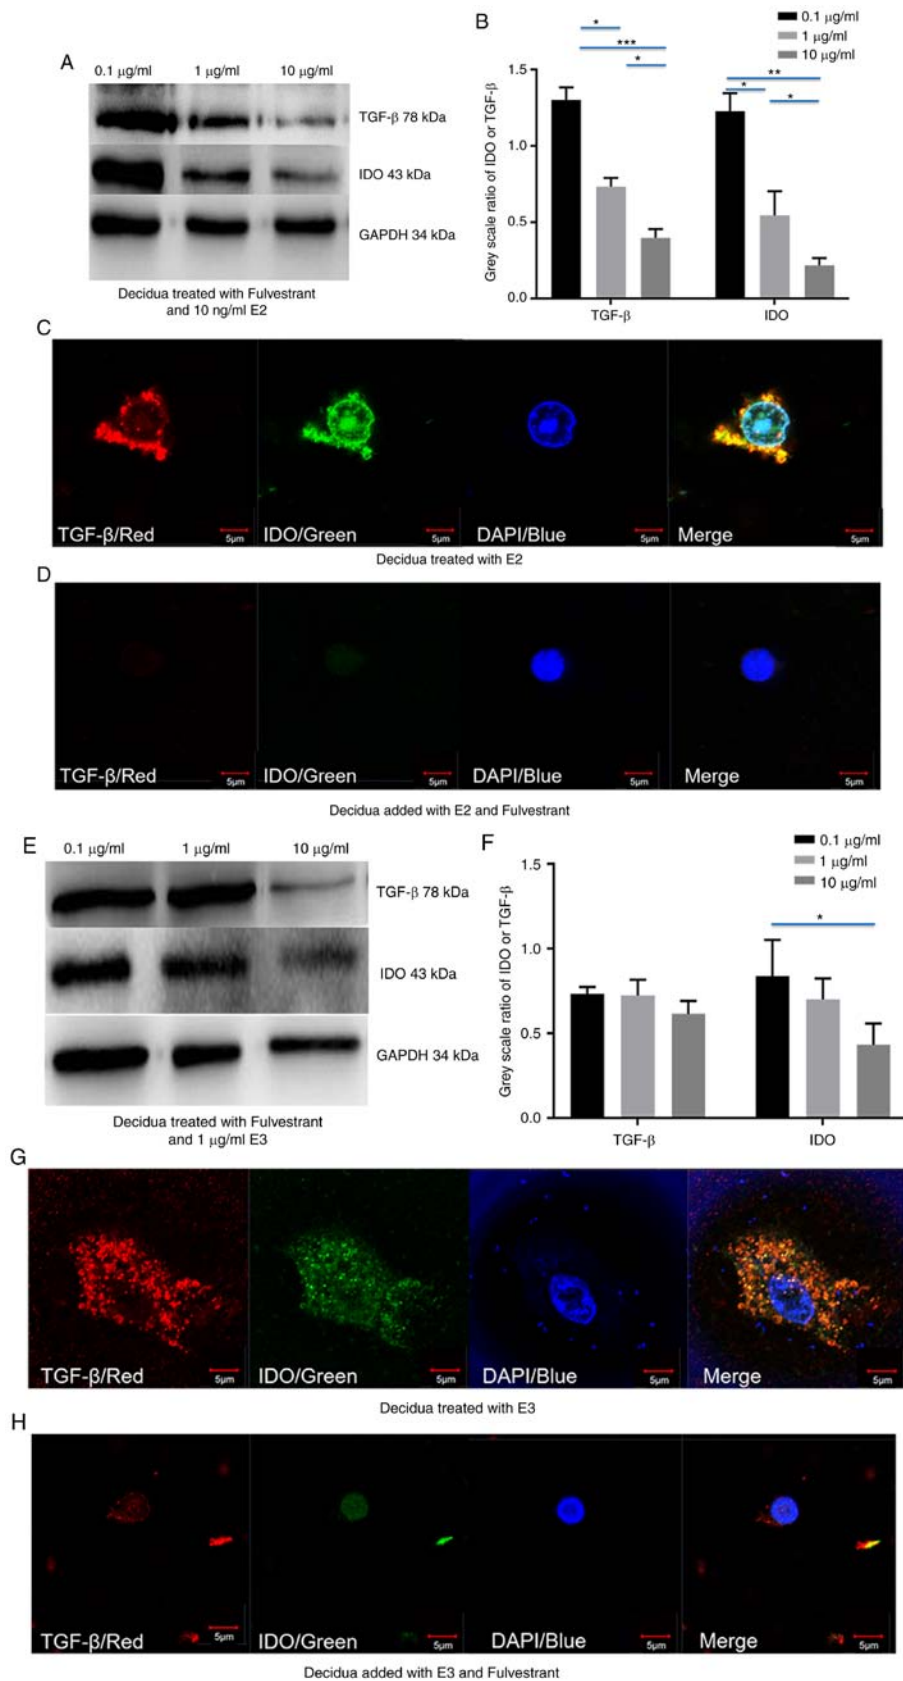 A
0.1 μg/ml 1 μg/ml 10 μg/ml
TGF-β 78 kDa
IDO 43 kDa
GAPDH 34 kDa
Decidua treated with Fulvestrant
and 10 ng/ml E2
B
0.1 μg/ml
1 μg/ml
10 μg/ml
Grey scale ratio of IDO or TGF-β
1.5
1.0
0.5
0.0
*
***
*
**
*
*
TGF-β IDO
C
TGF-β/Red 5μm IDO/Green 5μm DAPI/Blue 5μm Merge 5μm
Decidua treated with E2
D
TGF-β/Red 5μm IDO/Green 5μm DAPI/Blue 5μm Merge 5μm
Decidua added with E2 and Fulvestrant
E
0.1 μg/ml 1 μg/ml 10 μg/ml
TGF-β 78 kDa
IDO 43 kDa
GAPDH 34 kDa
Decidua treated with Fulvestrant
and 1 μg/ml E3
F
0.1 μg/ml
1 μg/ml
10 μg/ml
Grey scale ratio of IDO or TGF-β
1.5
1.0
0.5
0.0
*
TGF-β IDO
G
TGF-β/Red 5μm IDO/Green 5μm DAPI/Blue 5μm Merge 5μm
Decidua treated with E3
H
TGF-β/Red 5μm IDO/Green 5μm DAPI/Blue 5μm Merge 5μm
Decidua added with E3 and Fulvestrant